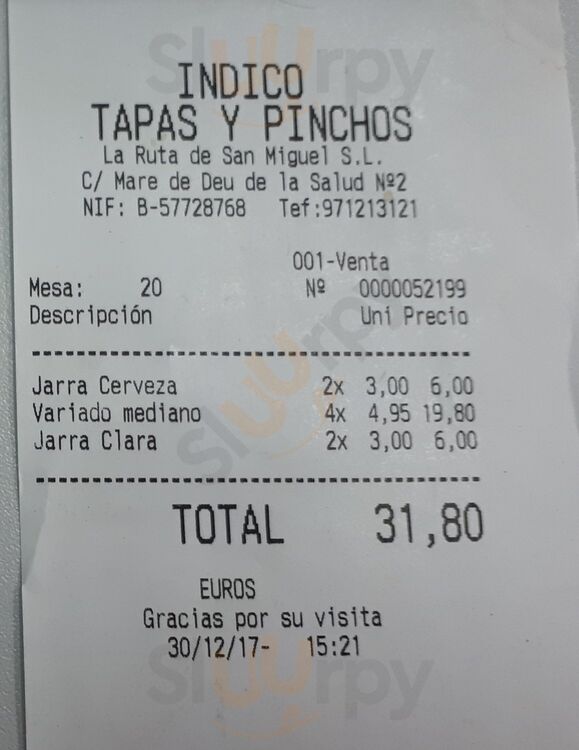 INDICO
TAPAS Y PINCHOS
La Ruta de San Miguel S.L.
C/ Mare de Deu de la Salud Nº2
NIF: B-57728768 Tef:971213121
001-Venta
Mesa: 20 Nº 0000052199
Descripción Uni Precio
Jarra Cerveza 2x 3,00 6,00
Variado mediano 4x 4,95 19,80
Jarra Clara 2x 3,00 6,00
TOTAL 31,80
EUROS
Gracias por su visita
30/12/17- 15:21
sluurpy
sluurpy
sluurpy